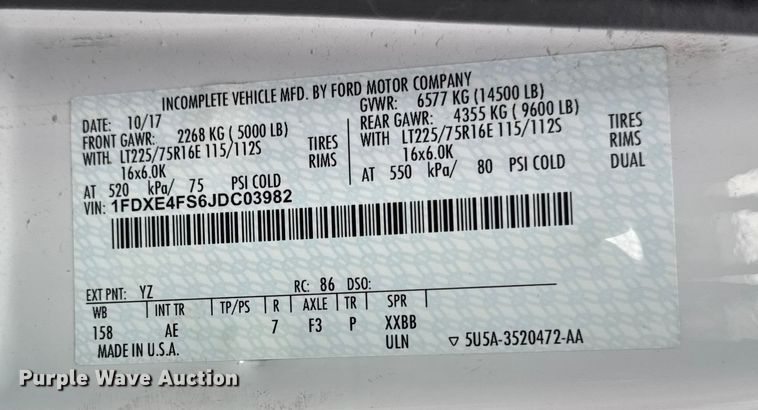 INCOMPLETE VEHICLE MFD. BY FORD MOTOR COMPANY
DATE: 10/17 GVWR: 6577 KG (14500 LB)
FRONT GAWR: 2268 KG ( 5000 LB) REAR GAWR: 4355 KG ( 9600 LB)
WITH LT225/75R16E 115/112S TIRES WITH LT225/75R16E 115/112S TIRES
16x6.0K RIMS 16x6.0K RIMS
AT 520 kPa/ 75 PSI COLD AT 550 kPa/ 80 PSI COLD DUAL
VIN: 1FDXE4FS6JDC03982
EXT PNT: YZ RC: 86 DSO:
WB INT TR TP/PS R AXLE TR SPR
158 AE 7 F3 P XXBB
MADE IN U.S.A. ULN ▽ 5U5A-3520472-AA
Purple Wave Auction